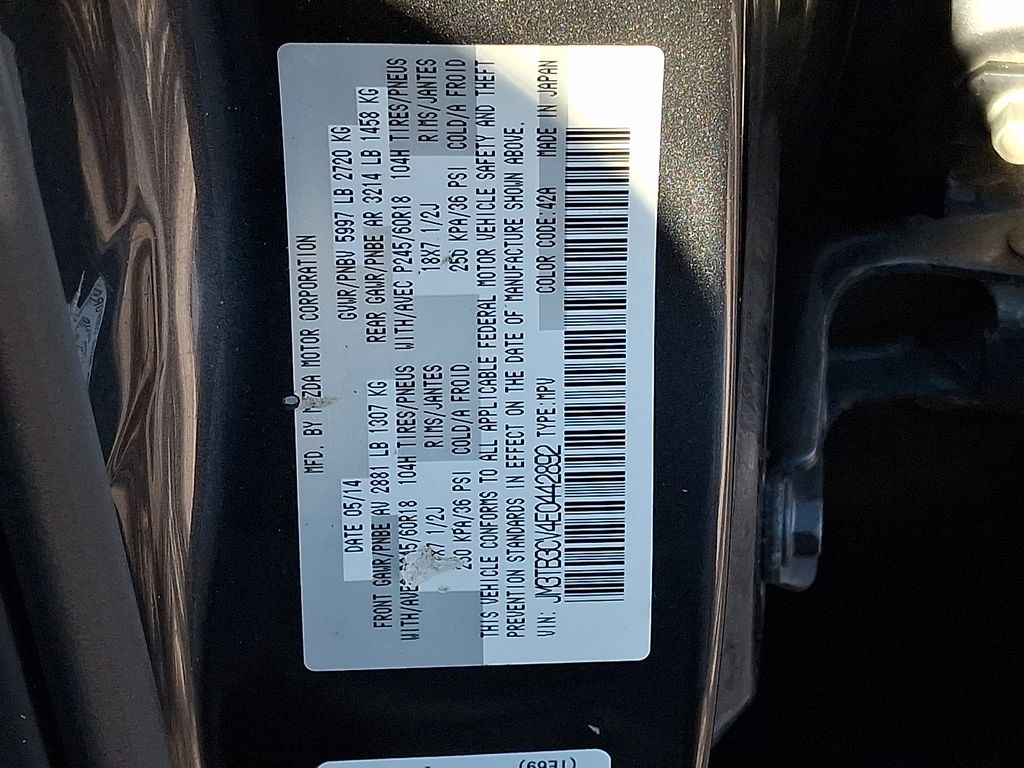 MFD. BY MAZDA MOTOR CORPORATION
DATE 05/14 GVWR/PNBV 5997 LB 2720 KG
FRONT GAWR/PNBE AV 2881 LB 1307 KG REAR GAWR/PNBE AR 3214 LB 1458 KG
WITH/AVEC P245/60R18 104H TIRES/PNEUS WITH/AVEC P245/60R18 104H TIRES/PNEUS
18X7 1/2J RIMS/JANTES 18X7 1/2J RIMS/JANTES
250 KPA/36 PSI COLD/A FROID 250 KPA/36 PSI COLD/A FROID
THIS VEHICLE CONFORMS TO ALL APPLICABLE FEDERAL MOTOR VEHICLE SAFETY AND THEFT
PREVENTION STANDARDS IN EFFECT ON THE DATE OF MANUFACTURE SHOWN ABOVE.
VIN: JM3TB3CV4E0442892 TYPE:MPV COLOR CODE:42A MADE IN JAPAN
(TE69)